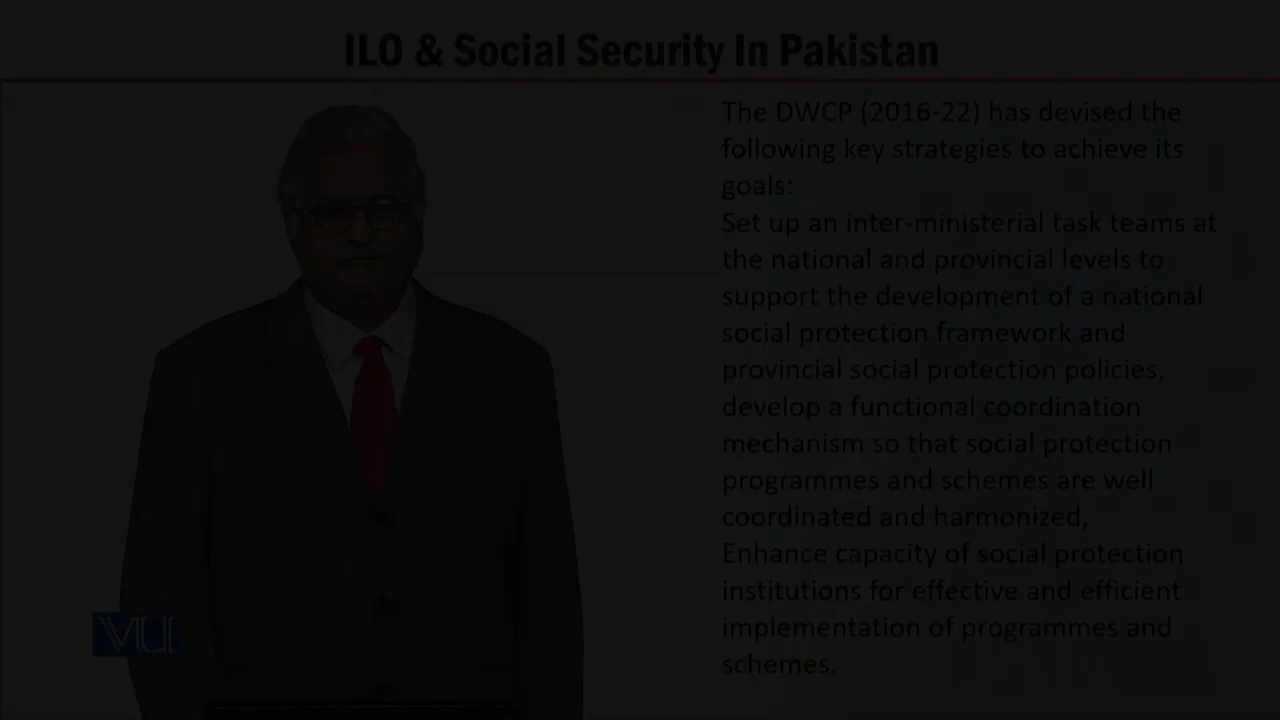 ILO & Social Security In Pakistan
The DWCP (2016-22) has devised the
following key strategies to achieve its
goals:
Set up an inter-ministerial task teams at
the national and provincial levels to
support the development of a national
social protection framework and
provincial social protection policies,
develop a functional coordination
mechanism so that social protection
programmes and schemes are well
coordinated and harmonized,
Enhance capacity of social protection
institutions for effective and efficient
implementation of programmes and
schemes.
VU